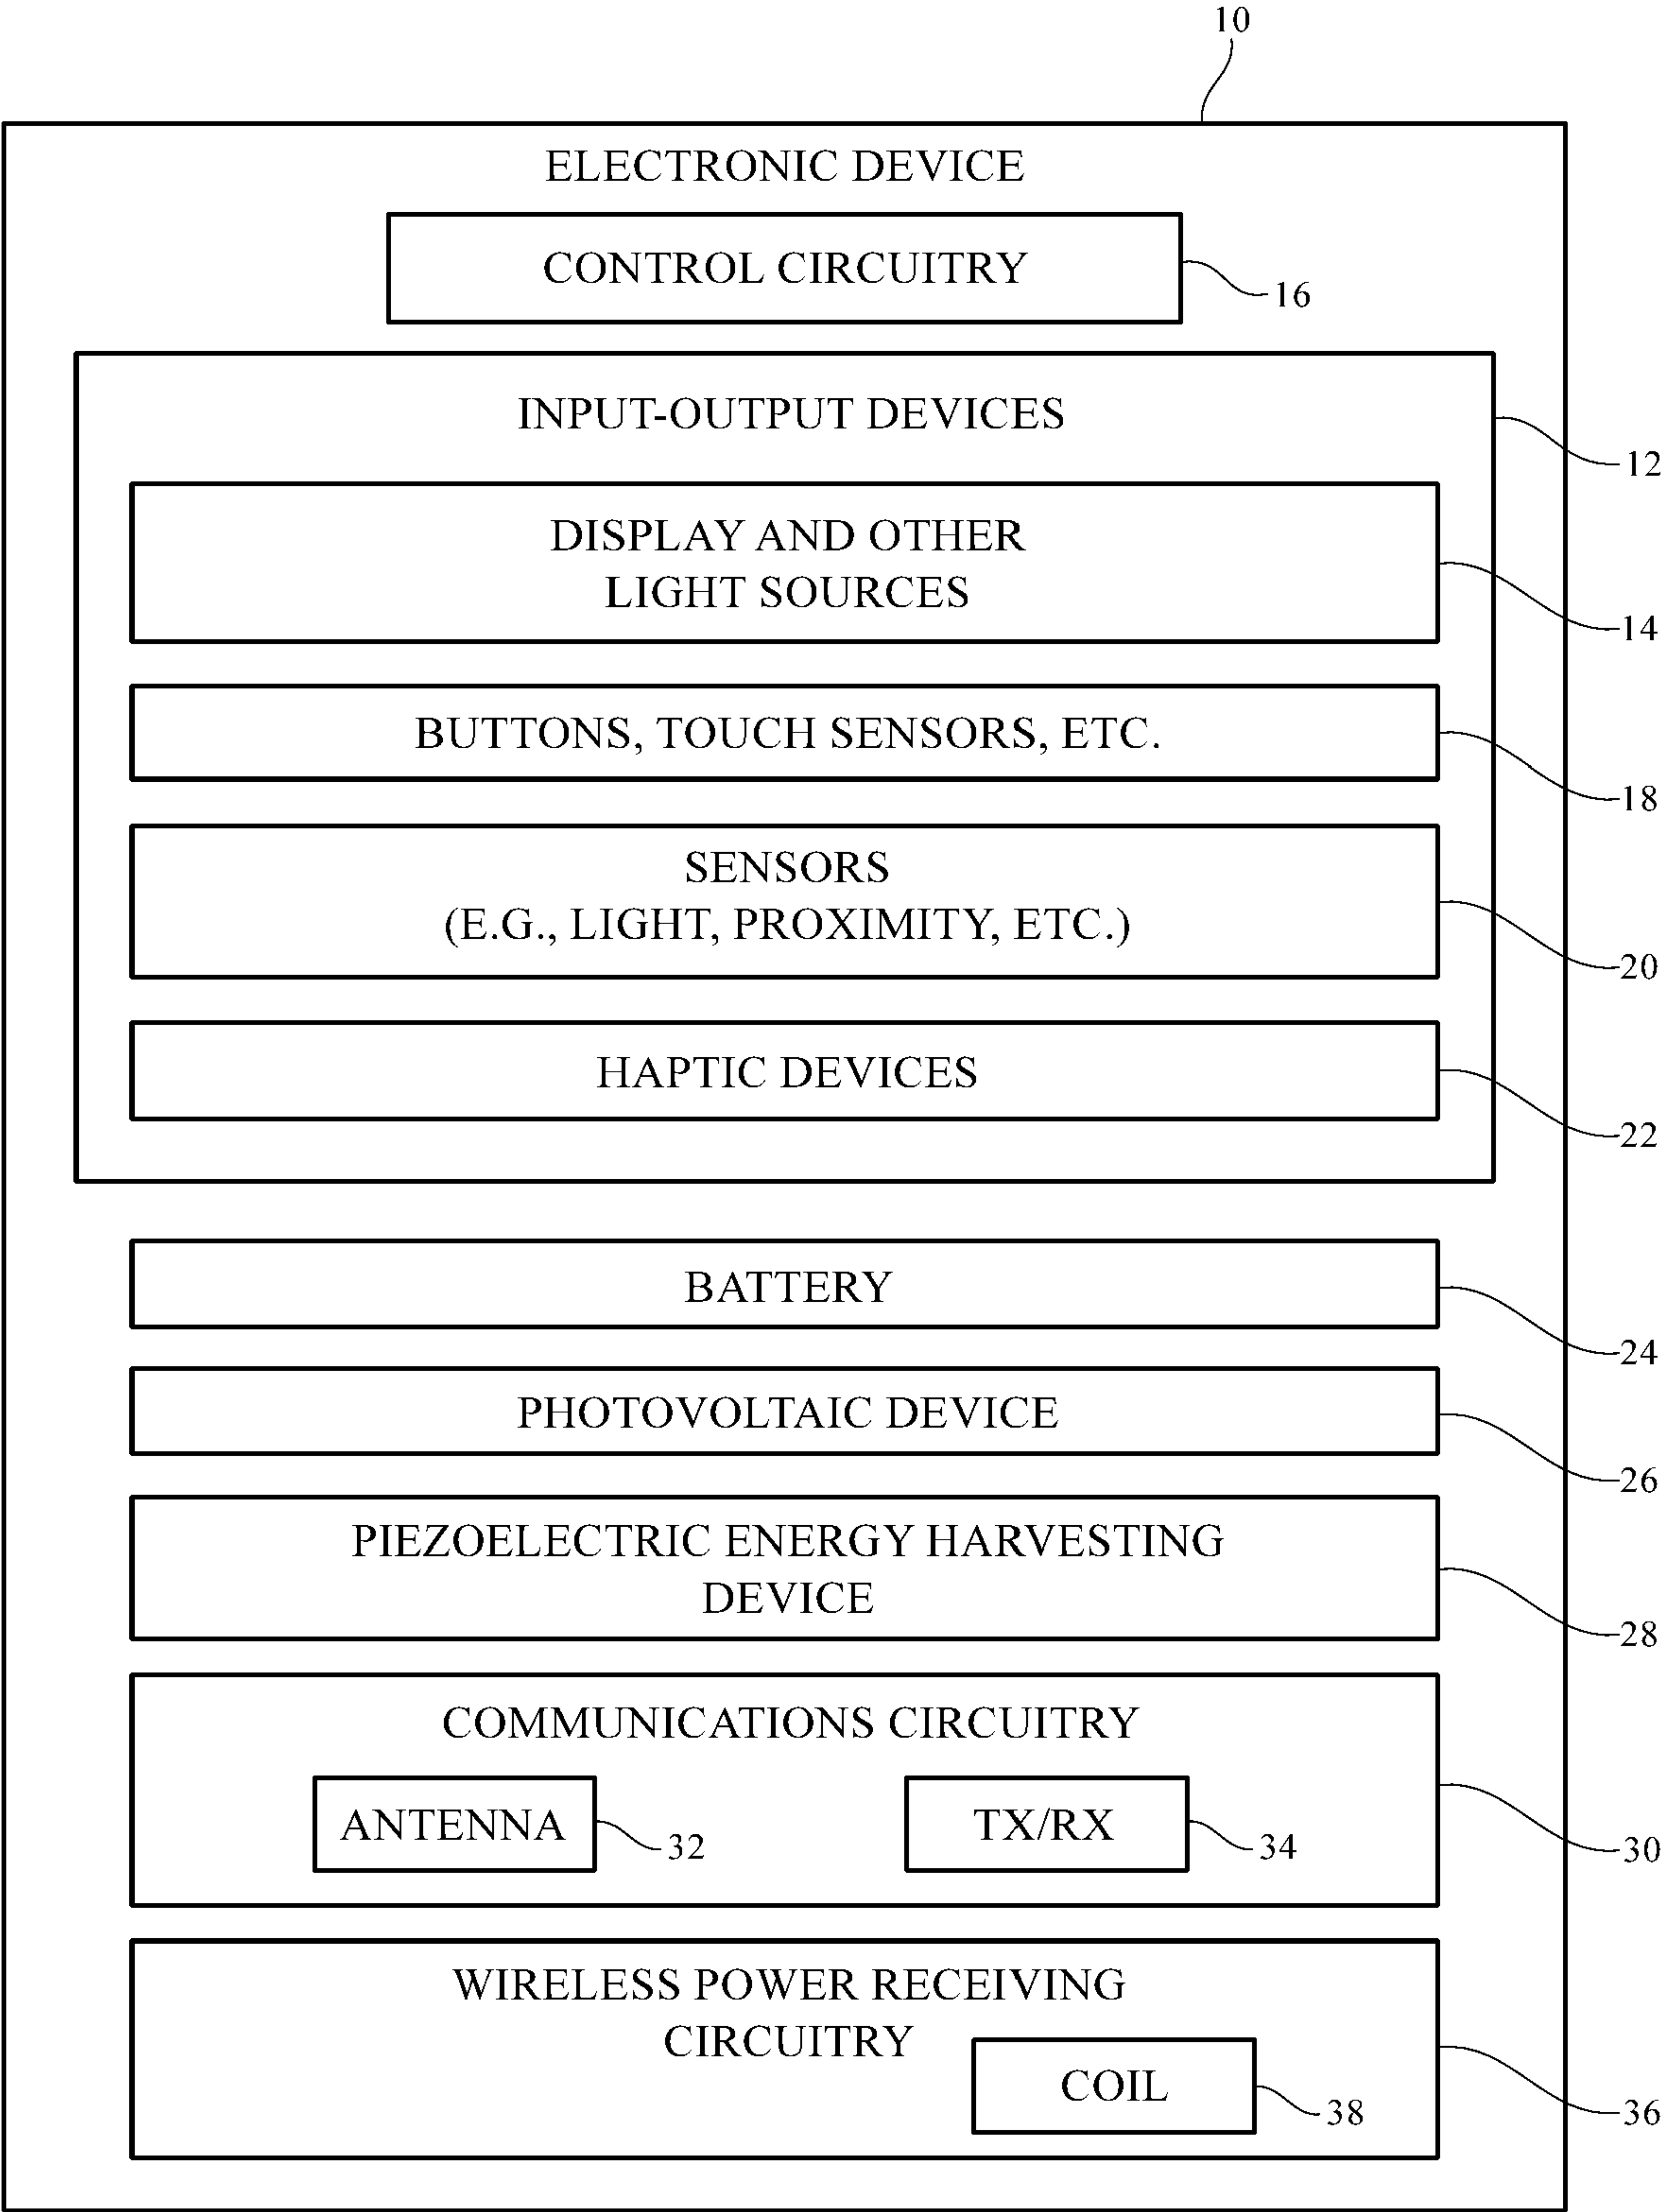 10
ELECTRONIC DEVICE
CONTROL CIRCUITRY
16
INPUT-OUTPUT DEVICES
12
DISPLAY AND OTHER
LIGHT SOURCES
14
BUTTONS, TOUCH SENSORS, ETC.
18
SENSORS
(E.G., LIGHT, PROXIMITY, ETC.)
20
HAPTIC DEVICES
22
BATTERY
24
PHOTOVOLTAIC DEVICE
26
PIEZOELECTRIC ENERGY HARVESTING
DEVICE
28
COMMUNICATIONS CIRCUITRY
ANTENNA
32
TX/RX
34
30
WIRELESS POWER RECEIVING
CIRCUITRY
COIL
38
36